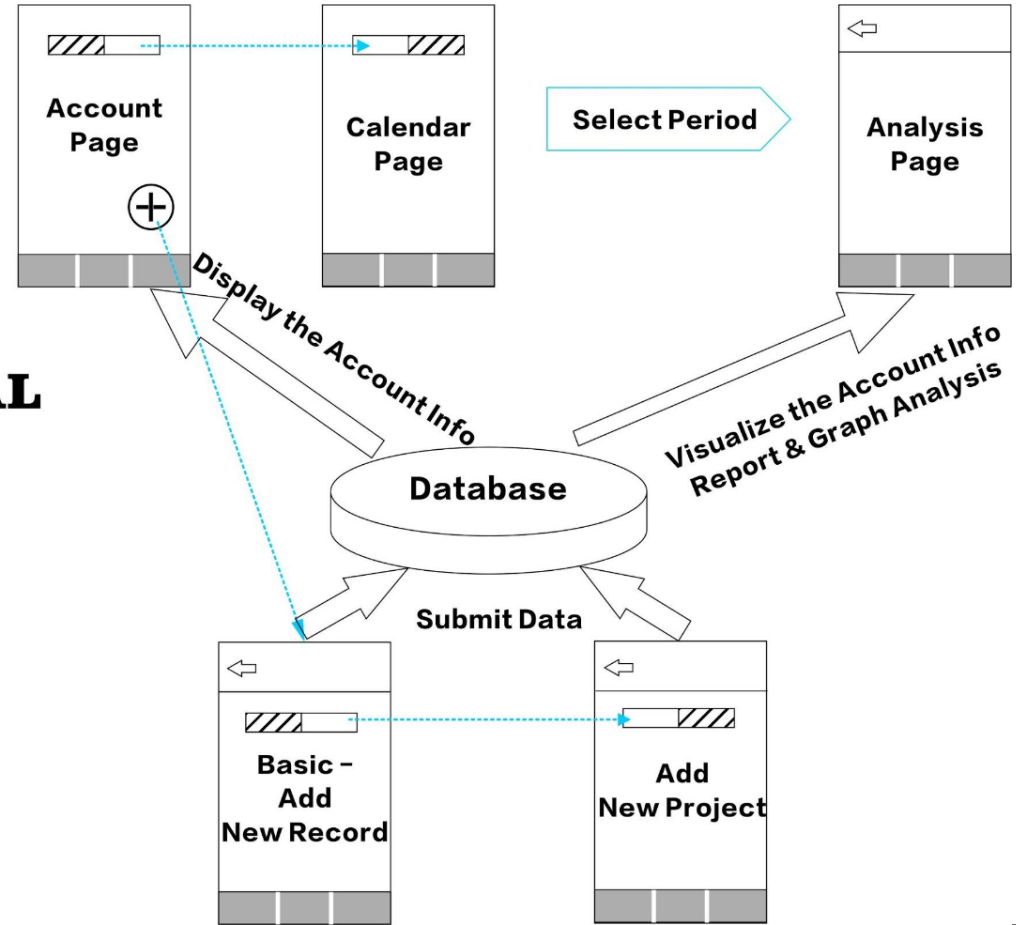 Account
Page
Calendar
Page
Select Period
Analysis
Page
Display the Account Info
AL
Visualize the Account Info
Report & Graph Analysis
Database
Submit Data
Basic –
Add
New Record
Add
New Project